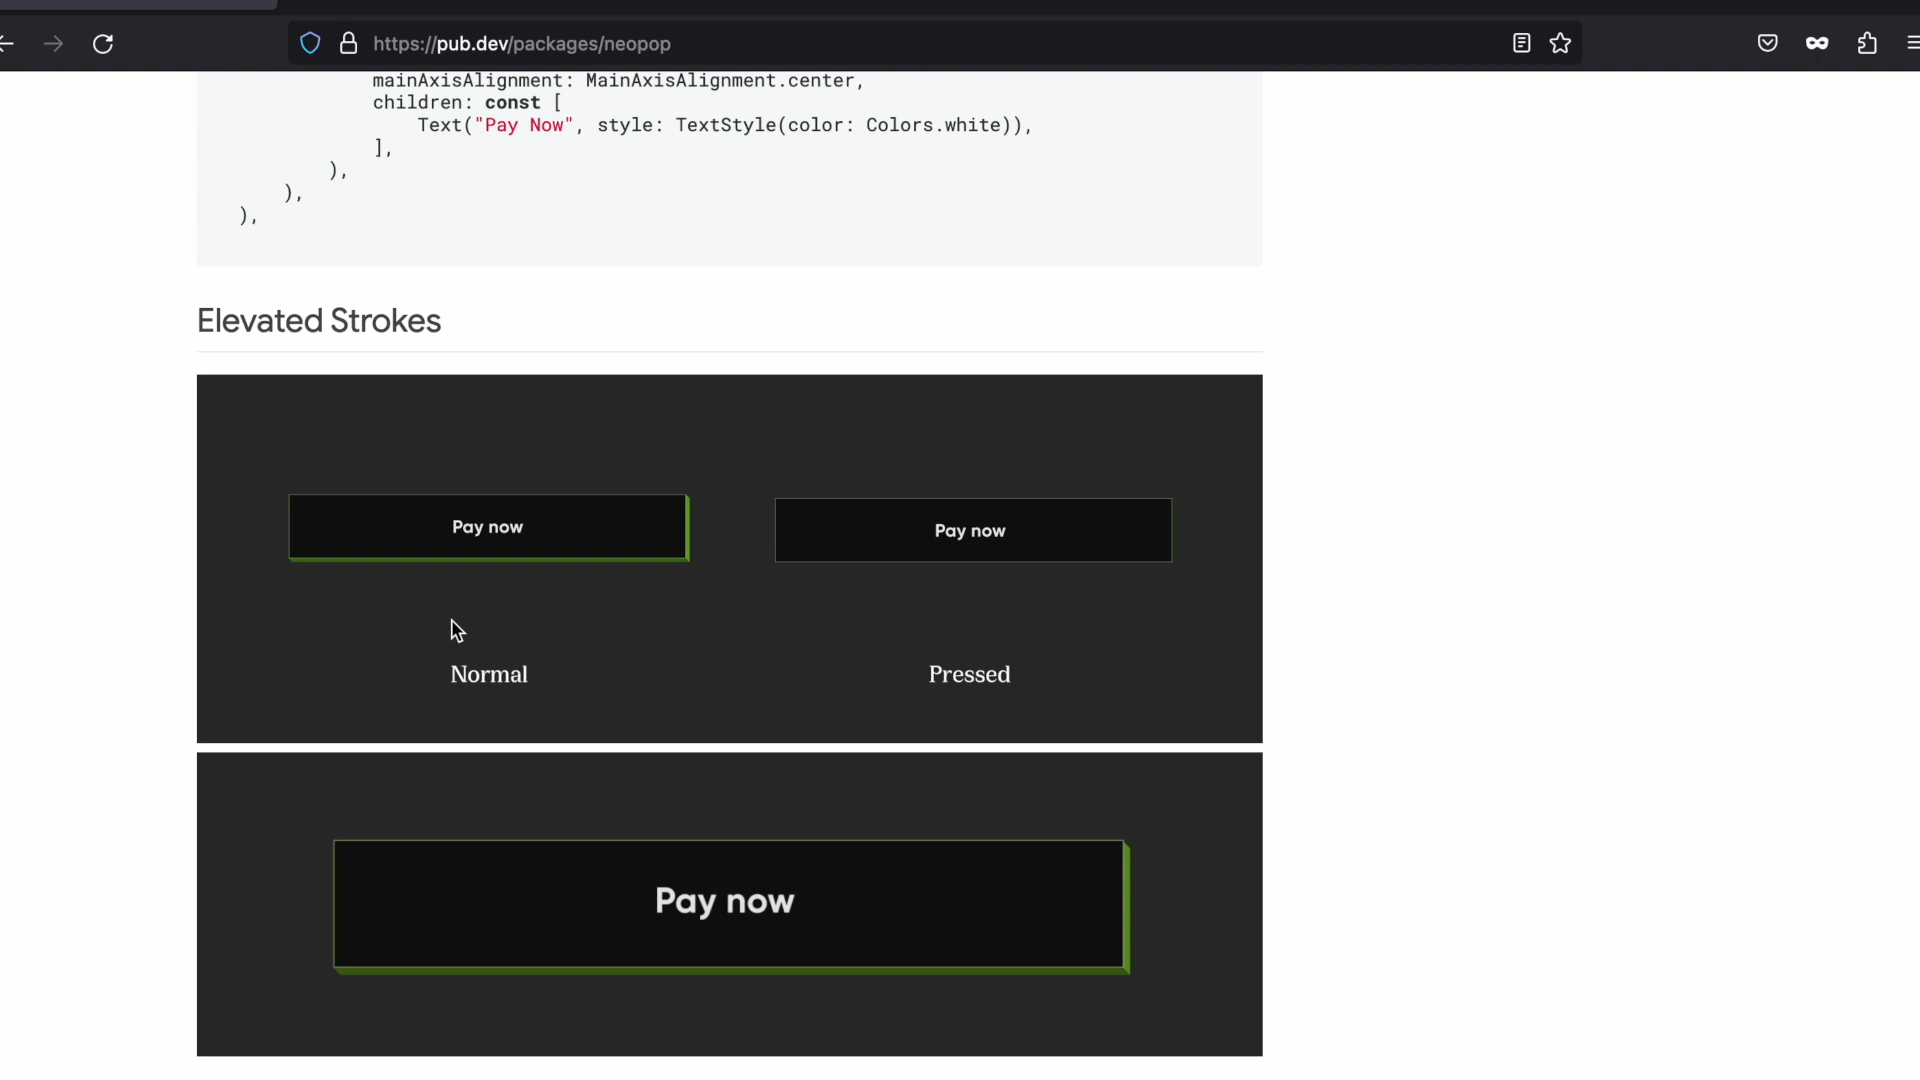 https://pub.dev/packages/neopop
mainAxisAlignment: MainAxisAlignment.center,
children: const [
Text("Pay Now", style: TextStyle(color: Colors.white)),
],
),
),
),
Elevated Strokes
Pay now
Pay now
Normal
Pressed
Pay now